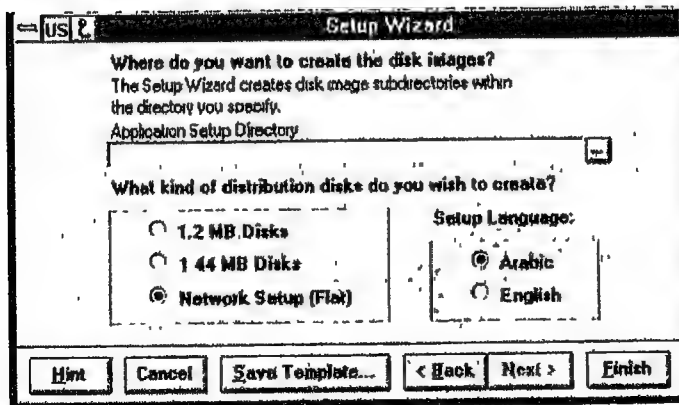 US Setup Wizard
Where do you want to create the disk images?
The Setup Wizard creates disk image subdirectories within
the directory you specify.
Application Setup Directory
...
What kind of distribution disks do you wish to create?
Setup Language:
1.2 MB Disks
1 44 MB Disks
Arabic
Network Setup (Flat)
English
Hint Cancel Save Template... < Back Next > Finish